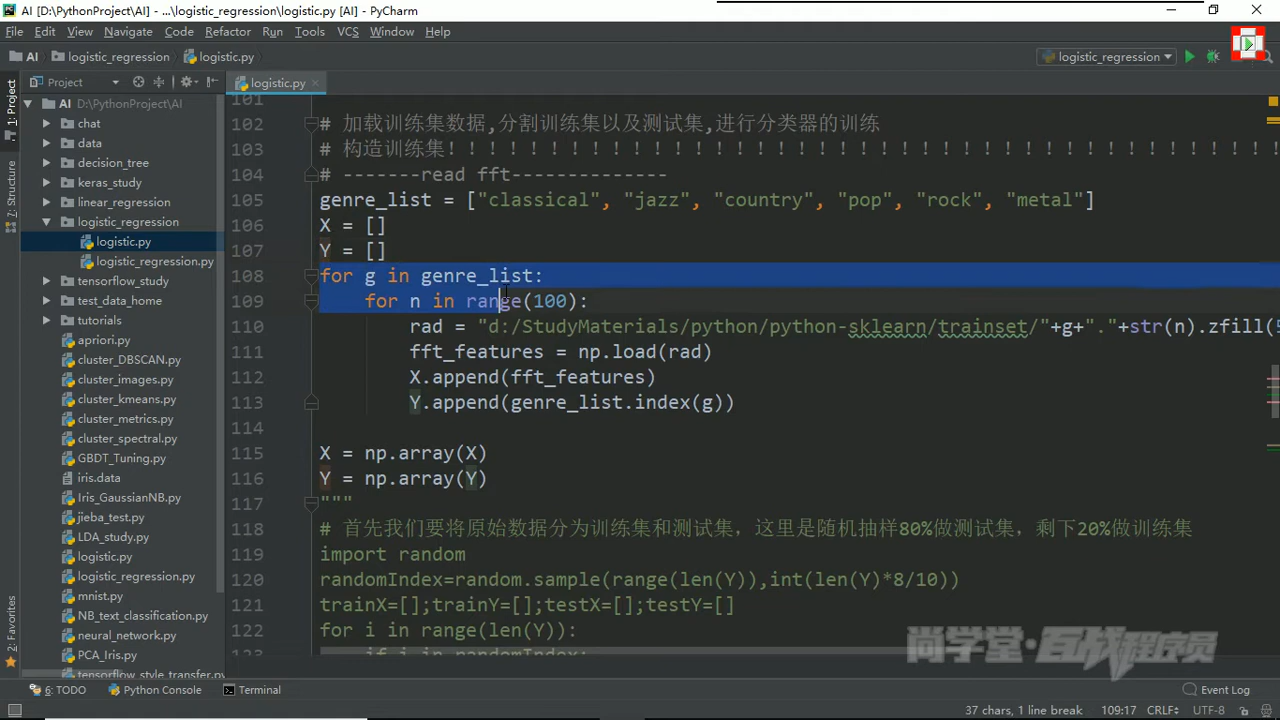 AI [D:\PythonProject\AI] - ...\logistic_regression\logistic.py [AI] - PyCharm
File Edit View Navigate Code Refactor Run Tools VCS Window Help
AI logistic_regression logistic.py logistic_regression
Project logistic.py
1: Project
7: Structure
2: Favorites
AI D:\PythonProject\AI
chat
data
decision_tree
keras_study
linear_regression
logistic_regression
logistic.py
logistic_regression.py
tensorflow_study
test_data_home
tutorials
apriori.py
cluster_DBSCAN.py
cluster_images.py
cluster_kmeans.py
cluster_metrics.py
cluster_spectral.py
GBDT_Tuning.py
iris.data
Iris_GaussianNB.py
jieba_test.py
LDA_study.py
logistic.py
logistic_regression.py
mnist.py
NB_text_classification.py
neural_network.py
PCA_Iris.py
tensorflow_style_transfer.py
101
102 # 加载训练集数据,分割训练集以及测试集,进行分类器的训练
103 # 构造训练集！！！！！！！！！！！！！！！！！！！！！！！！！！！！！！！
104 # -------read fft--------------
105 genre_list = ["classical", "jazz", "country", "pop", "rock", "metal"]
106 X = []
107 Y = []
108 for g in genre_list:
109 for n in range(100):
110 rad = "d:/StudyMaterials/python/python-sklearn/trainset/"+g+"."+str(n).zfill(5
111 fft_features = np.load(rad)
112 X.append(fft_features)
113 Y.append(genre_list.index(g))
114
115 X = np.array(X)
116 Y = np.array(Y)
117 """
118 # 首先我们要将原始数据分为训练集和测试集，这里是随机抽样80%做测试集，剩下20%做训练集
119 import random
120 randomIndex=random.sample(range(len(Y)),int(len(Y)*8/10))
121 trainX=[];trainY=[];testX=[];testY=[]
122 for i in range(len(Y)):
123 if i in randomIndex:
尚学堂·百战程序员
6: TODO Python Console Terminal Event Log
37 chars, 1 line break 109:17 CRLF UTF-8